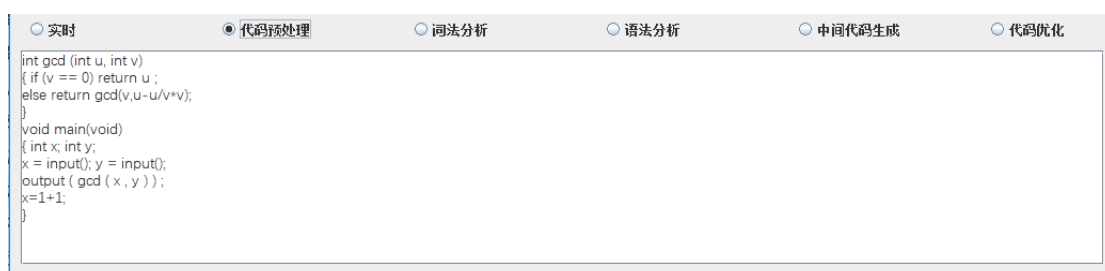 实时 代码预处理 词法分析 语法分析 中间代码生成 代码优化
int gcd (int u, int v)
{ if (v == 0) return u ;
else return gcd(v,u-u/v*v);
}
void main(void)
{ int x; int y;
x = input(); y = input();
output ( gcd ( x , y ) ) ;
x=1+1;
}